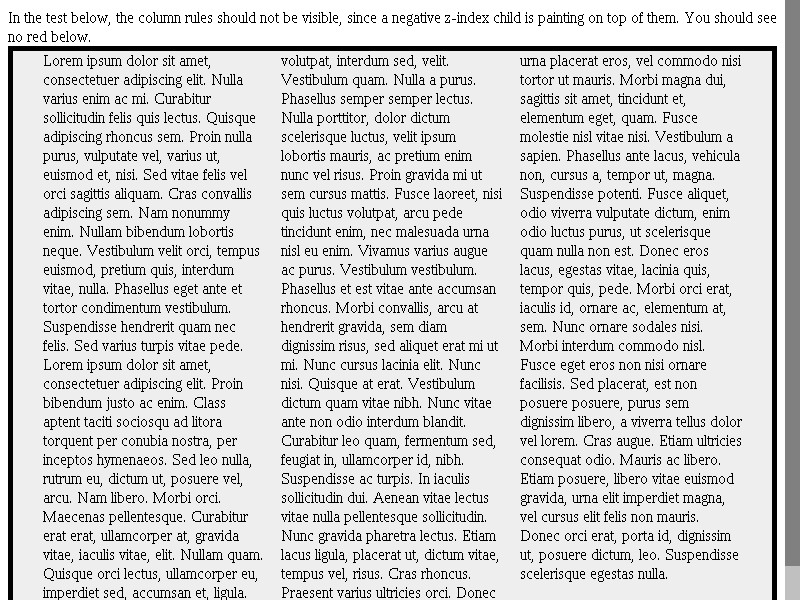 In the test below, the column rules should not be visible, since a negative z-index child is painting on top of them. You should see
no red below.
Lorem ipsum dolor sit amet,
consectetuer adipiscing elit. Nulla
varius enim ac mi. Curabitur
sollicitudin felis quis lectus. Quisque
adipiscing rhoncus sem. Proin nulla
purus, vulputate vel, varius ut,
euismod et, nisi. Sed vitae felis vel
orci sagittis aliquam. Cras convallis
adipiscing sem. Nam nonummy
enim. Nullam bibendum lobortis
neque. Vestibulum velit orci, tempus
euismod, pretium quis, interdum
vitae, nulla. Phasellus eget ante et
tortor condimentum vestibulum.
Suspendisse hendrerit quam nec
felis. Sed varius turpis vitae pede.
Lorem ipsum dolor sit amet,
consectetuer adipiscing elit. Proin
bibendum justo ac enim. Class
aptent taciti sociosqu ad litora
torquent per conubia nostra, per
inceptos hymenaeos. Sed leo nulla,
rutrum eu, dictum ut, posuere vel,
arcu. Nam libero. Morbi orci.
Maecenas pellentesque. Curabitur
erat erat, ullamcorper at, gravida
vitae, iaculis vitae, elit. Nullam quam.
Quisque orci lectus, ullamcorper eu,
imperdiet sed, accumsan et, ligula.
volutpat, interdum sed, velit.
Vestibulum quam. Nulla a purus.
Phasellus semper semper lectus.
Nulla porttitor, dolor dictum
scelerisque luctus, velit ipsum
lobortis mauris, ac pretium enim
nunc vel risus. Proin gravida mi ut
sem cursus mattis. Fusce laoreet, nisi
quis luctus volutpat, arcu pede
tincidunt enim, nec malesuada urna
nisl eu enim. Vivamus varius augue
ac purus. Vestibulum vestibulum.
Phasellus et est vitae ante accumsan
rhoncus. Morbi convallis, arcu at
hendrerit gravida, sem diam
dignissim risus, sed aliquet erat mi ut
mi. Nunc cursus lacinia elit. Nunc
nisi. Quisque at erat. Vestibulum
dictum quam vitae nibh. Nunc vitae
ante non odio interdum blandit.
Curabitur leo quam, fermentum sed,
feugiat in, ullamcorper id, nibh.
Suspendisse ac turpis. In iaculis
sollicitudin dui. Aenean vitae lectus
vitae nulla pellentesque sollicitudin.
Nunc gravida pharetra lectus. Etiam
lacus ligula, placerat ut, dictum vitae,
tempus vel, risus. Cras rhoncus.
Praesent varius ultricies orci. Donec
urna placerat eros, vel commodo nisi
tortor ut mauris. Morbi magna dui,
sagittis sit amet, tincidunt et,
elementum eget, quam. Fusce
molestie nisl vitae nisi. Vestibulum a
sapien. Phasellus ante lacus, vehicula
non, cursus a, tempor ut, magna.
Suspendisse potenti. Fusce aliquet,
odio viverra vulputate dictum, enim
odio luctus purus, ut scelerisque
quam nulla non est. Donec eros
lacus, egestas vitae, lacinia quis,
tempor quis, pede. Morbi orci erat,
iaculis id, ornare ac, elementum at,
sem. Nunc ornare sodales nisi.
Morbi interdum commodo nisl.
Fusce eget eros non nisi ornare
facilisis. Sed placerat, est non
posuere posuere, purus sem
dignissim libero, a viverra tellus dolor
vel lorem. Cras augue. Etiam ultricies
consequat odio. Mauris ac libero.
Etiam posuere, libero vitae euismod
gravida, urna elit imperdiet magna,
vel cursus elit felis non mauris.
Donec orci erat, porta id, dignissim
ut, posuere dictum, leo. Suspendisse
scelerisque egestas nulla.